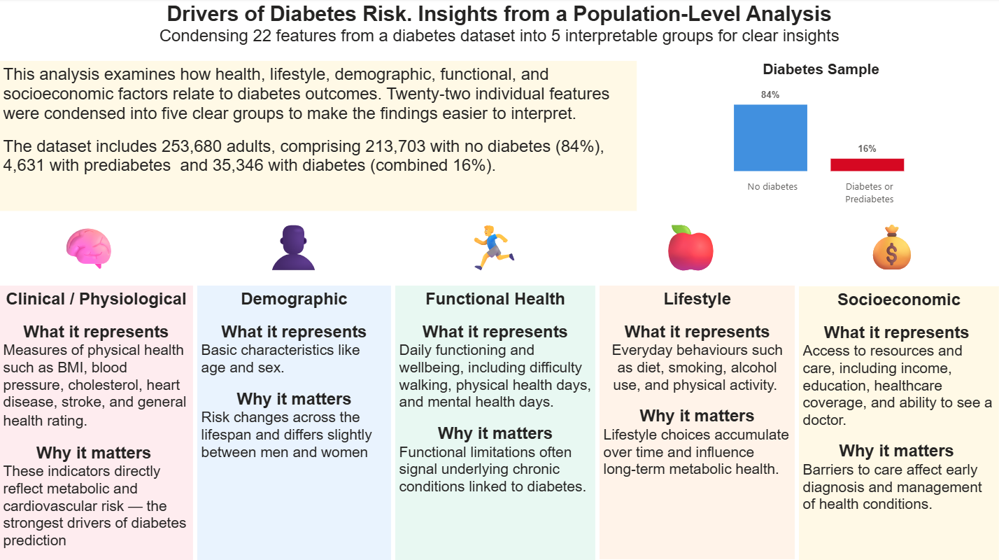 Drivers of Diabetes Risk. Insights from a Population-Level Analysis
Condensing 22 features from a diabetes dataset into 5 interpretable groups for clear insights
This analysis examines how health, lifestyle, demographic, functional, and
socioeconomic factors relate to diabetes outcomes. Twenty-two individual features
were condensed into five clear groups to make the findings easier to interpret.
The dataset includes 253,680 adults, comprising 213,703 with no diabetes (84%),
4,631 with prediabetes  and 35,346 with diabetes (combined 16%).
Diabetes Sample
84%
16%
No diabetes
Diabetes or
Prediabetes
$
Clinical / Physiological
What it represents
Measures of physical health
such as BMI, blood
pressure, cholesterol, heart
disease, stroke, and general
health rating.
Why it matters
These indicators directly
reflect metabolic and
cardiovascular risk — the
strongest drivers of diabetes
prediction
Demographic
What it represents
Basic characteristics like
age and sex.
Why it matters
Risk changes across the
lifespan and differs slightly
between men and women
Functional Health
What it represents
Daily functioning and
wellbeing, including difficulty
walking, physical health days,
and mental health days.
Why it matters
Functional limitations often
signal underlying chronic
conditions linked to diabetes.
Lifestyle
What it represents
Everyday behaviours such
as diet, smoking, alcohol
use, and physical activity.
Why it matters
Lifestyle choices accumulate
over time and influence
long-term metabolic health.
Socioeconomic
What it represents
Access to resources and
care, including income,
education, healthcare
coverage, and ability to see a
doctor.
Why it matters
Barriers to care affect early
diagnosis and management
of health conditions.